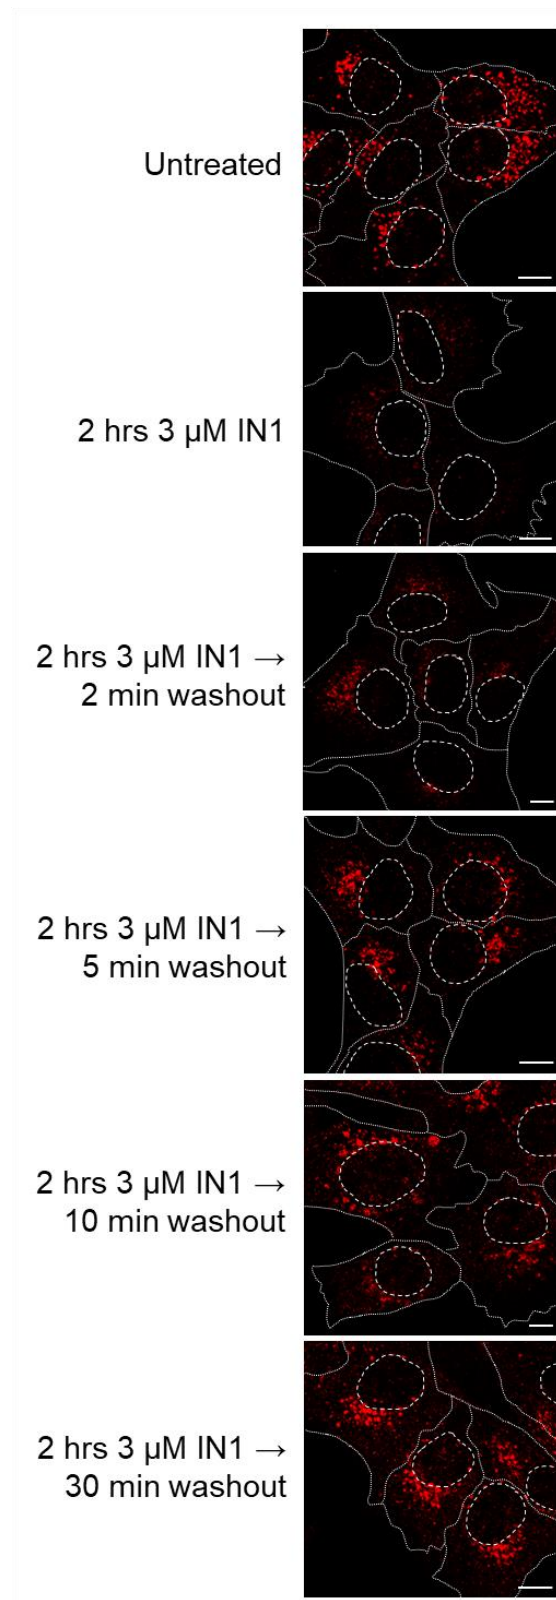 Untreated
2 hrs 3 µM IN1
2 hrs 3 µM IN1 →
2 min washout
2 hrs 3 µM IN1 →
5 min washout
2 hrs 3 µM IN1 →
10 min washout
2 hrs 3 µM IN1 →
30 min washout